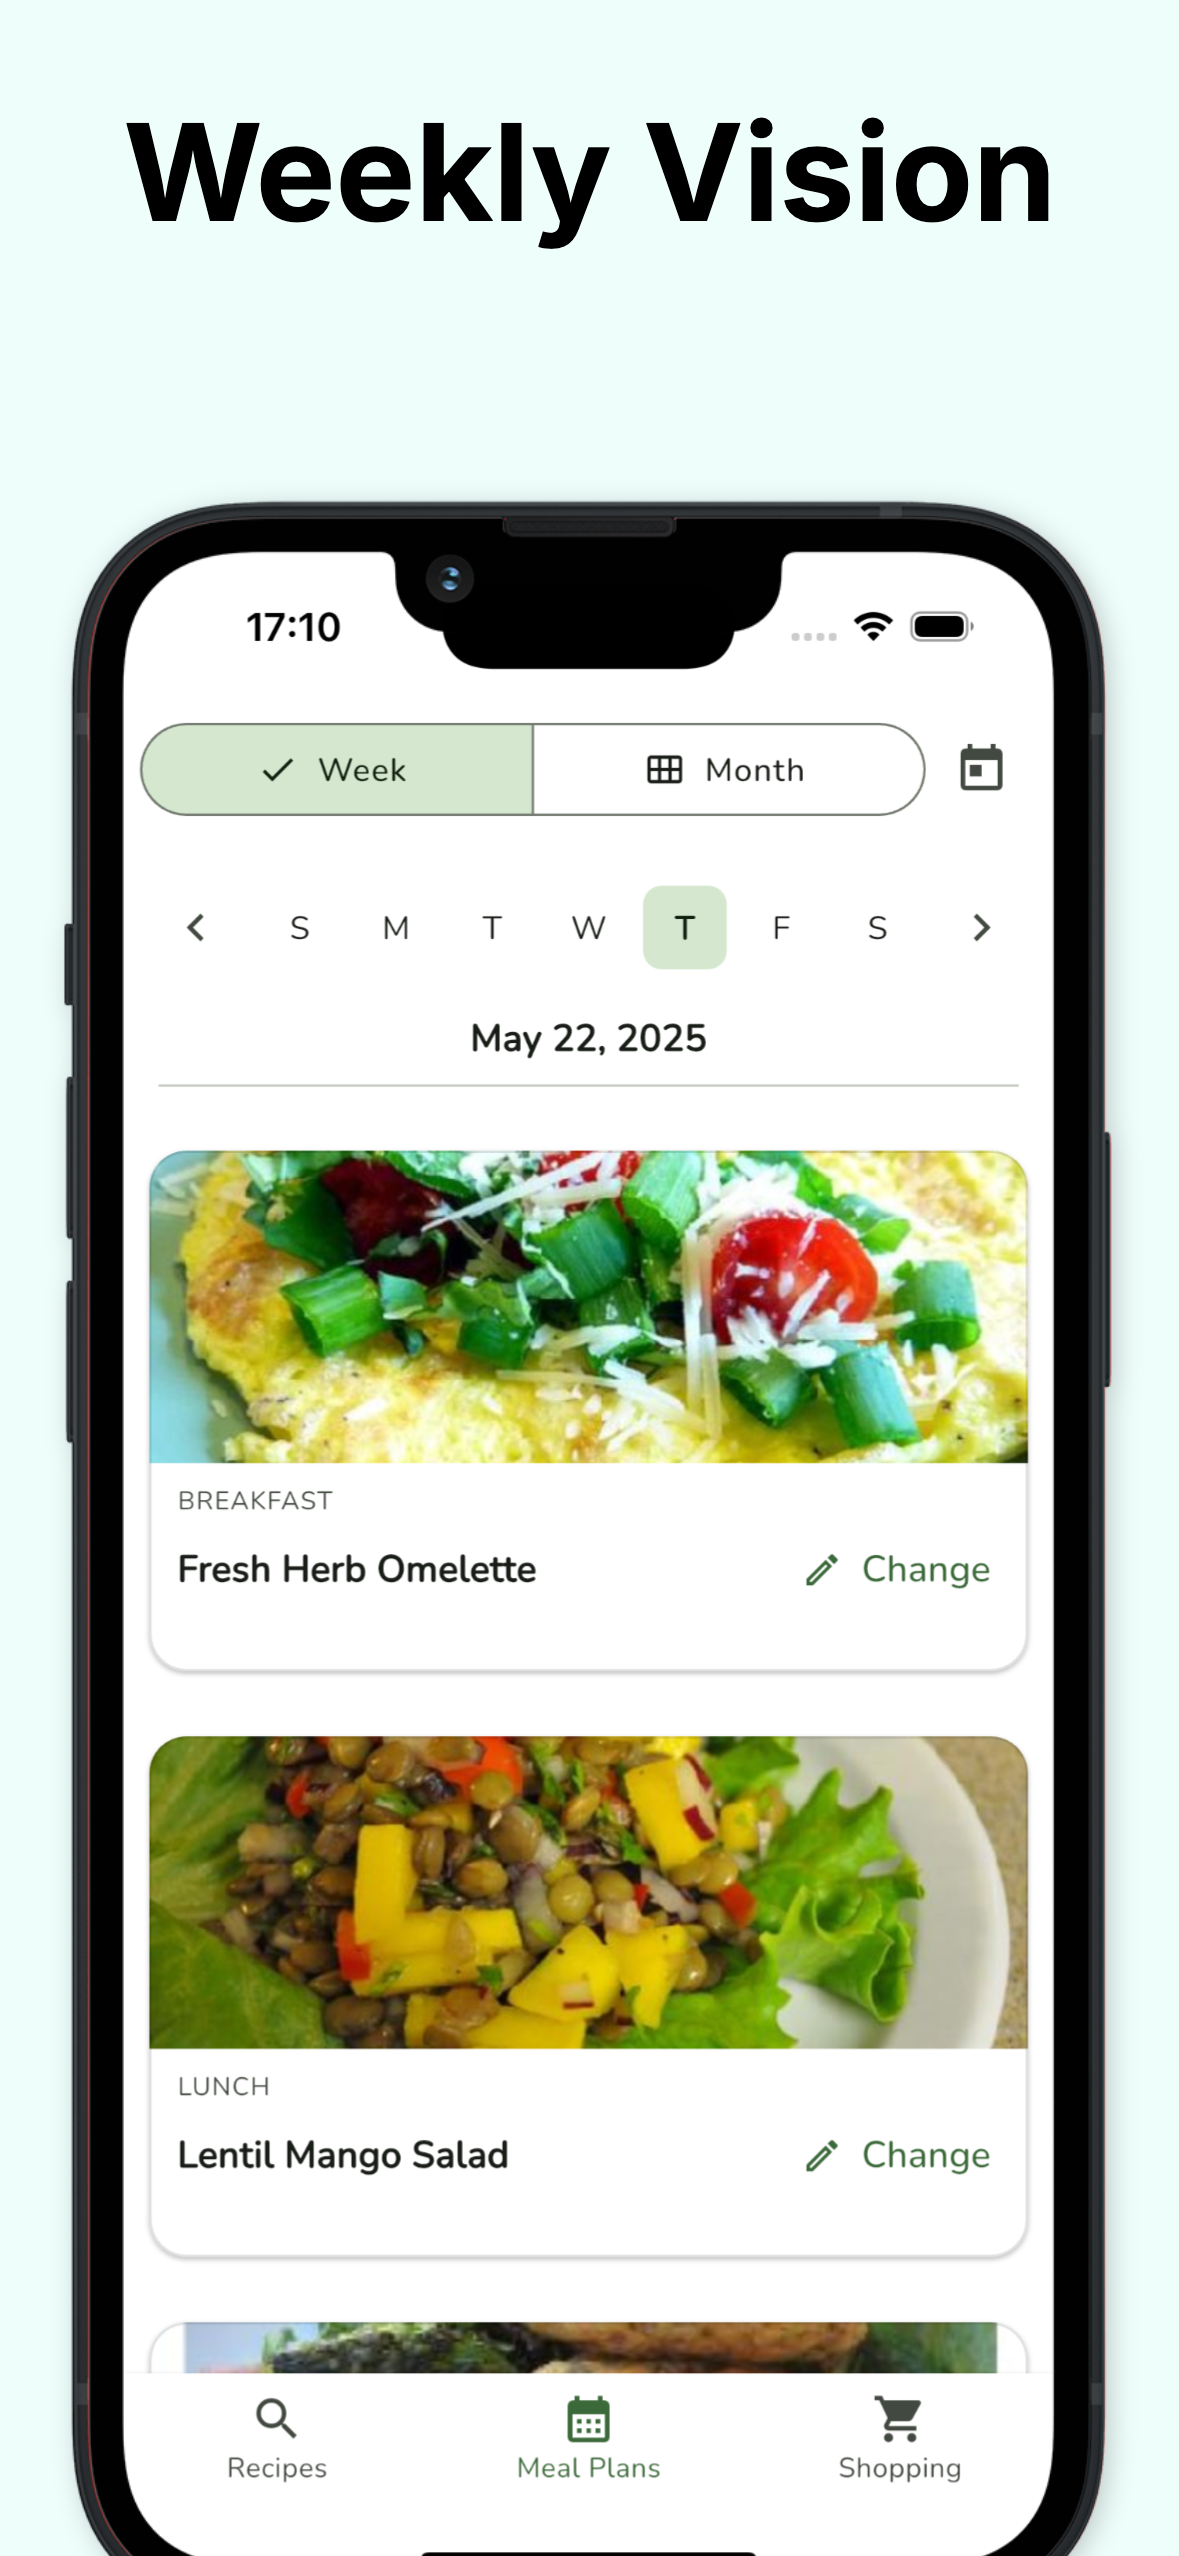 Weekly Vision
17:10
Week Month
S M T W T F S
May 22, 2025
BREAKFAST
Fresh Herb Omelette Change
LUNCH
Lentil Mango Salad Change
Recipes Meal Plans Shopping